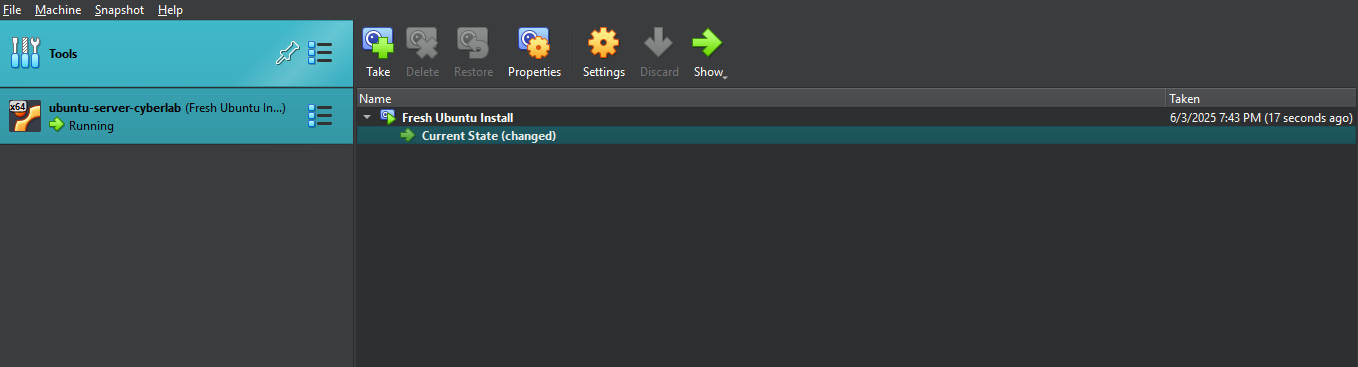 File Machine Snapshot Help
Tools
Take Delete Restore Properties Settings Discard Show
x64
ubuntu-server-cyberlab (Fresh Ubuntu In...)
Running
Name Taken
Fresh Ubuntu Install 6/3/2025 7:43 PM (17 seconds ago)
Current State (changed)